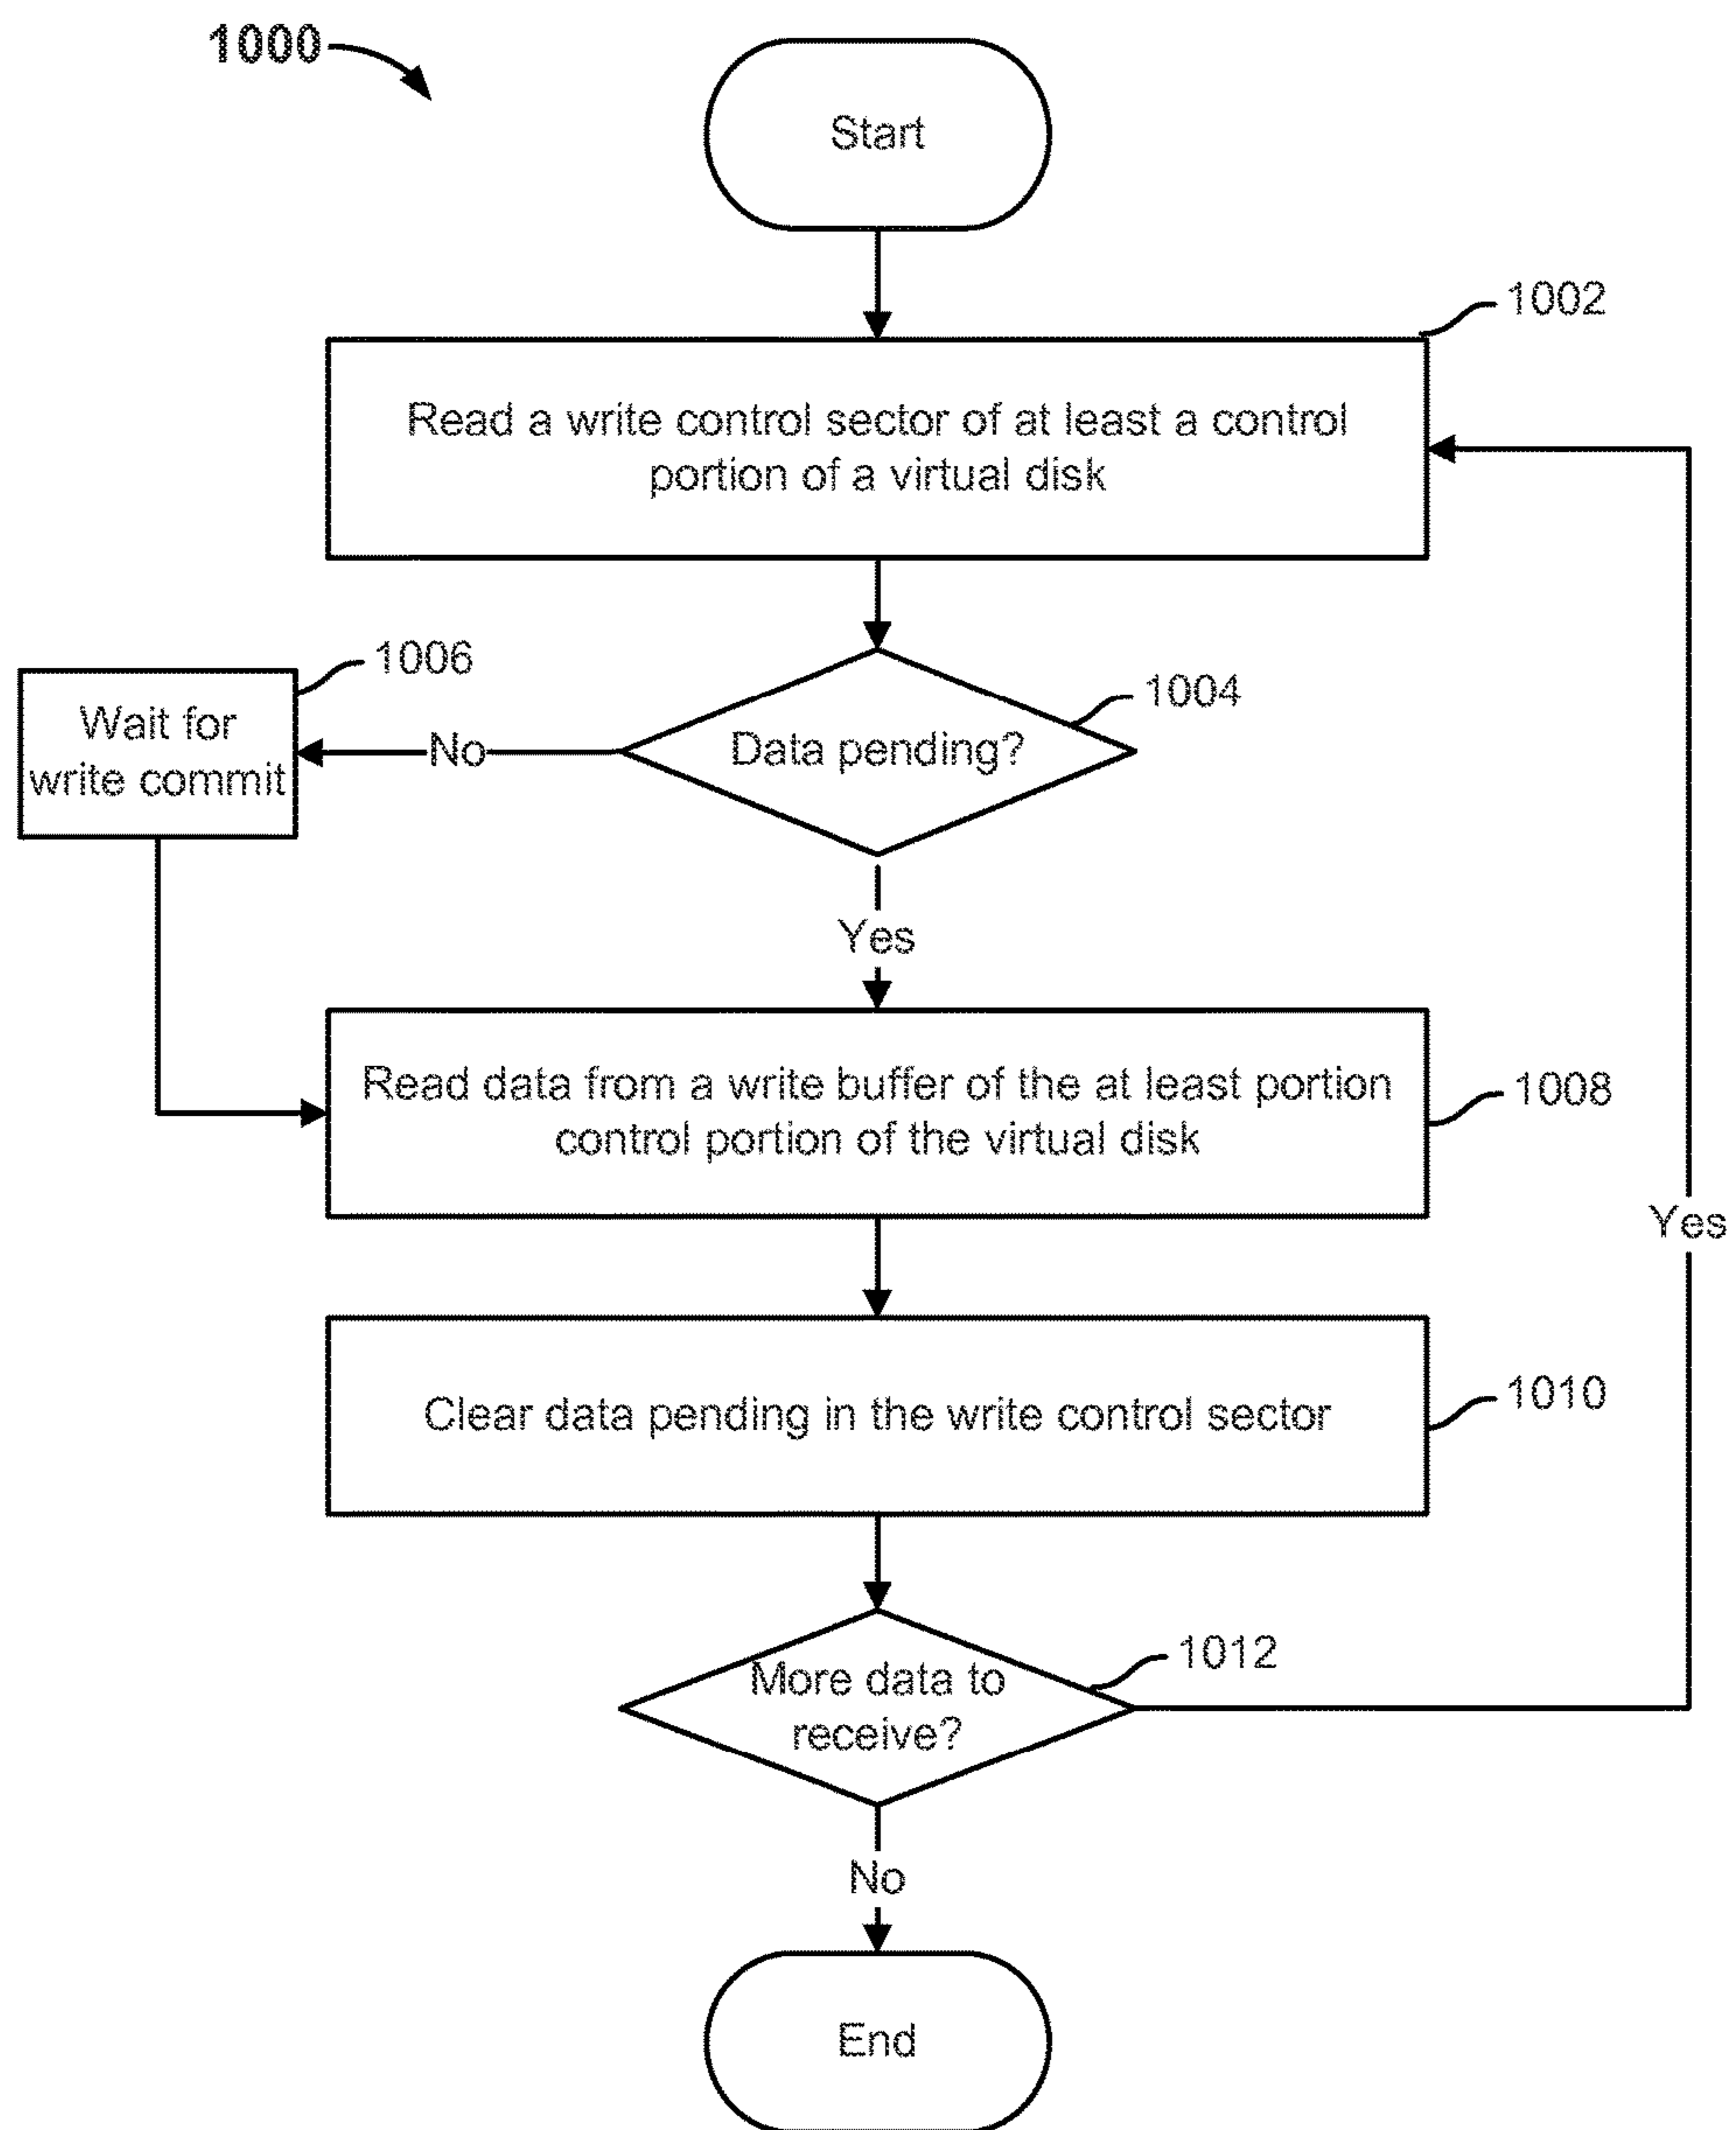 1000
Start
1002
Read a write control sector of at least a control
portion of a virtual disk
1006
Wait for
write commit
No
1004
Data pending?
Yes
Read data from a write buffer of the at least portion
control portion of the virtual disk
1008
Yes
Clear data pending in the write control sector
1010
1012
More data to
receive?
No
End